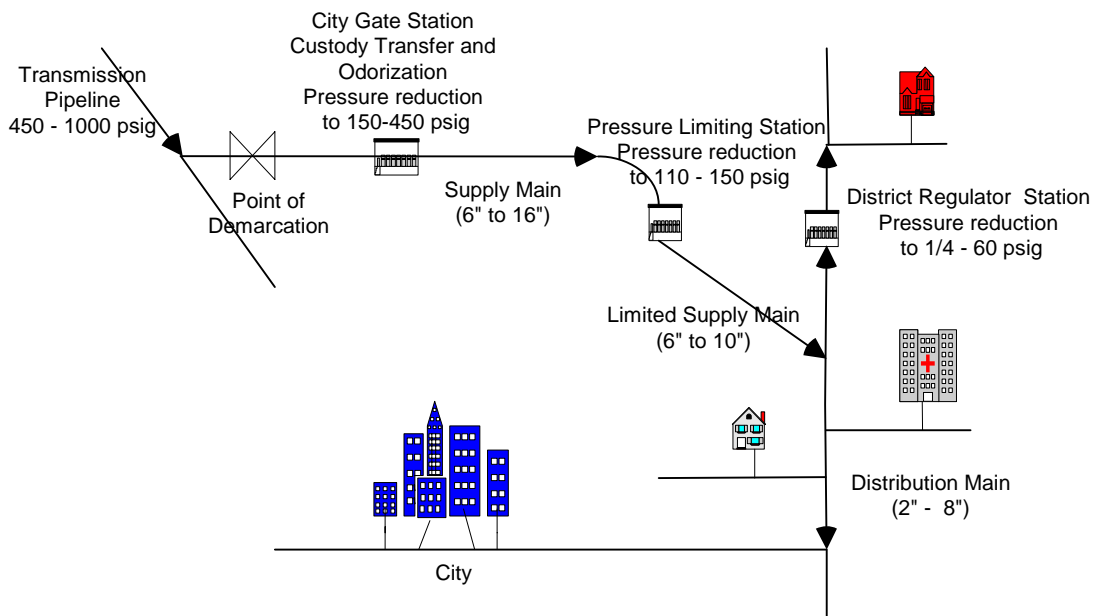 City Gate Station
Custody Transfer and
Odorization
Pressure reduction
to 150-450 psig
Transmission
Pipeline
450 - 1000 psig
Point of
Demarcation
Supply Main
(6" to 16")
Pressure Limiting Station
Pressure reduction
to 110 - 150 psig
District Regulator Station
Pressure reduction
to 1/4 - 60 psig
Limited Supply Main
(6" to 10")
Distribution Main
(2" - 8")
City